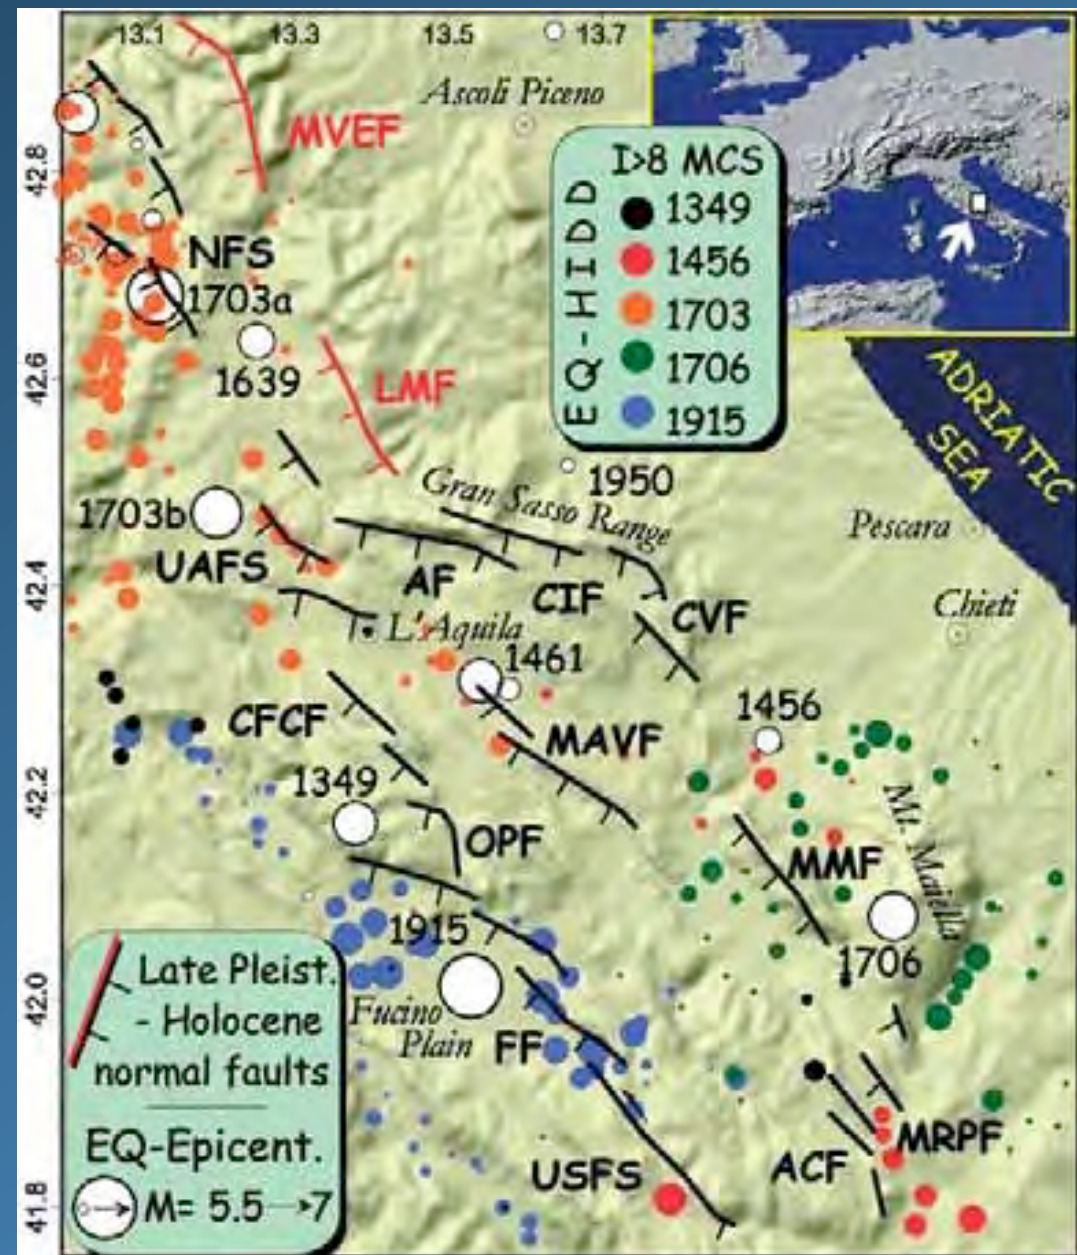 13.1
13.3
13.5
13.7
Ascoli Piceno
MVEF
42.8
I>8 MCS
EQ-HIDD
1349
1456
1703
1706
1915
NFS
1703a
1639
42.6
LMF
ADRIATIC
SEA
1950
Gran Sasso Range
1703b
UAFS
Pescara
AF
CIF
42.4
CVF
Chieti
L'Aquila
1461
CFCF
MAVF
1456
1349
42.2
Mt. Maiella
OPF
MMF
1915
1706
42.0
Fucino
Plain
FF
Late Pleist.
- Holocene
normal faults
EQ-Epicent.
M= 5.5→7
MRPF
ACF
USFS
41.8